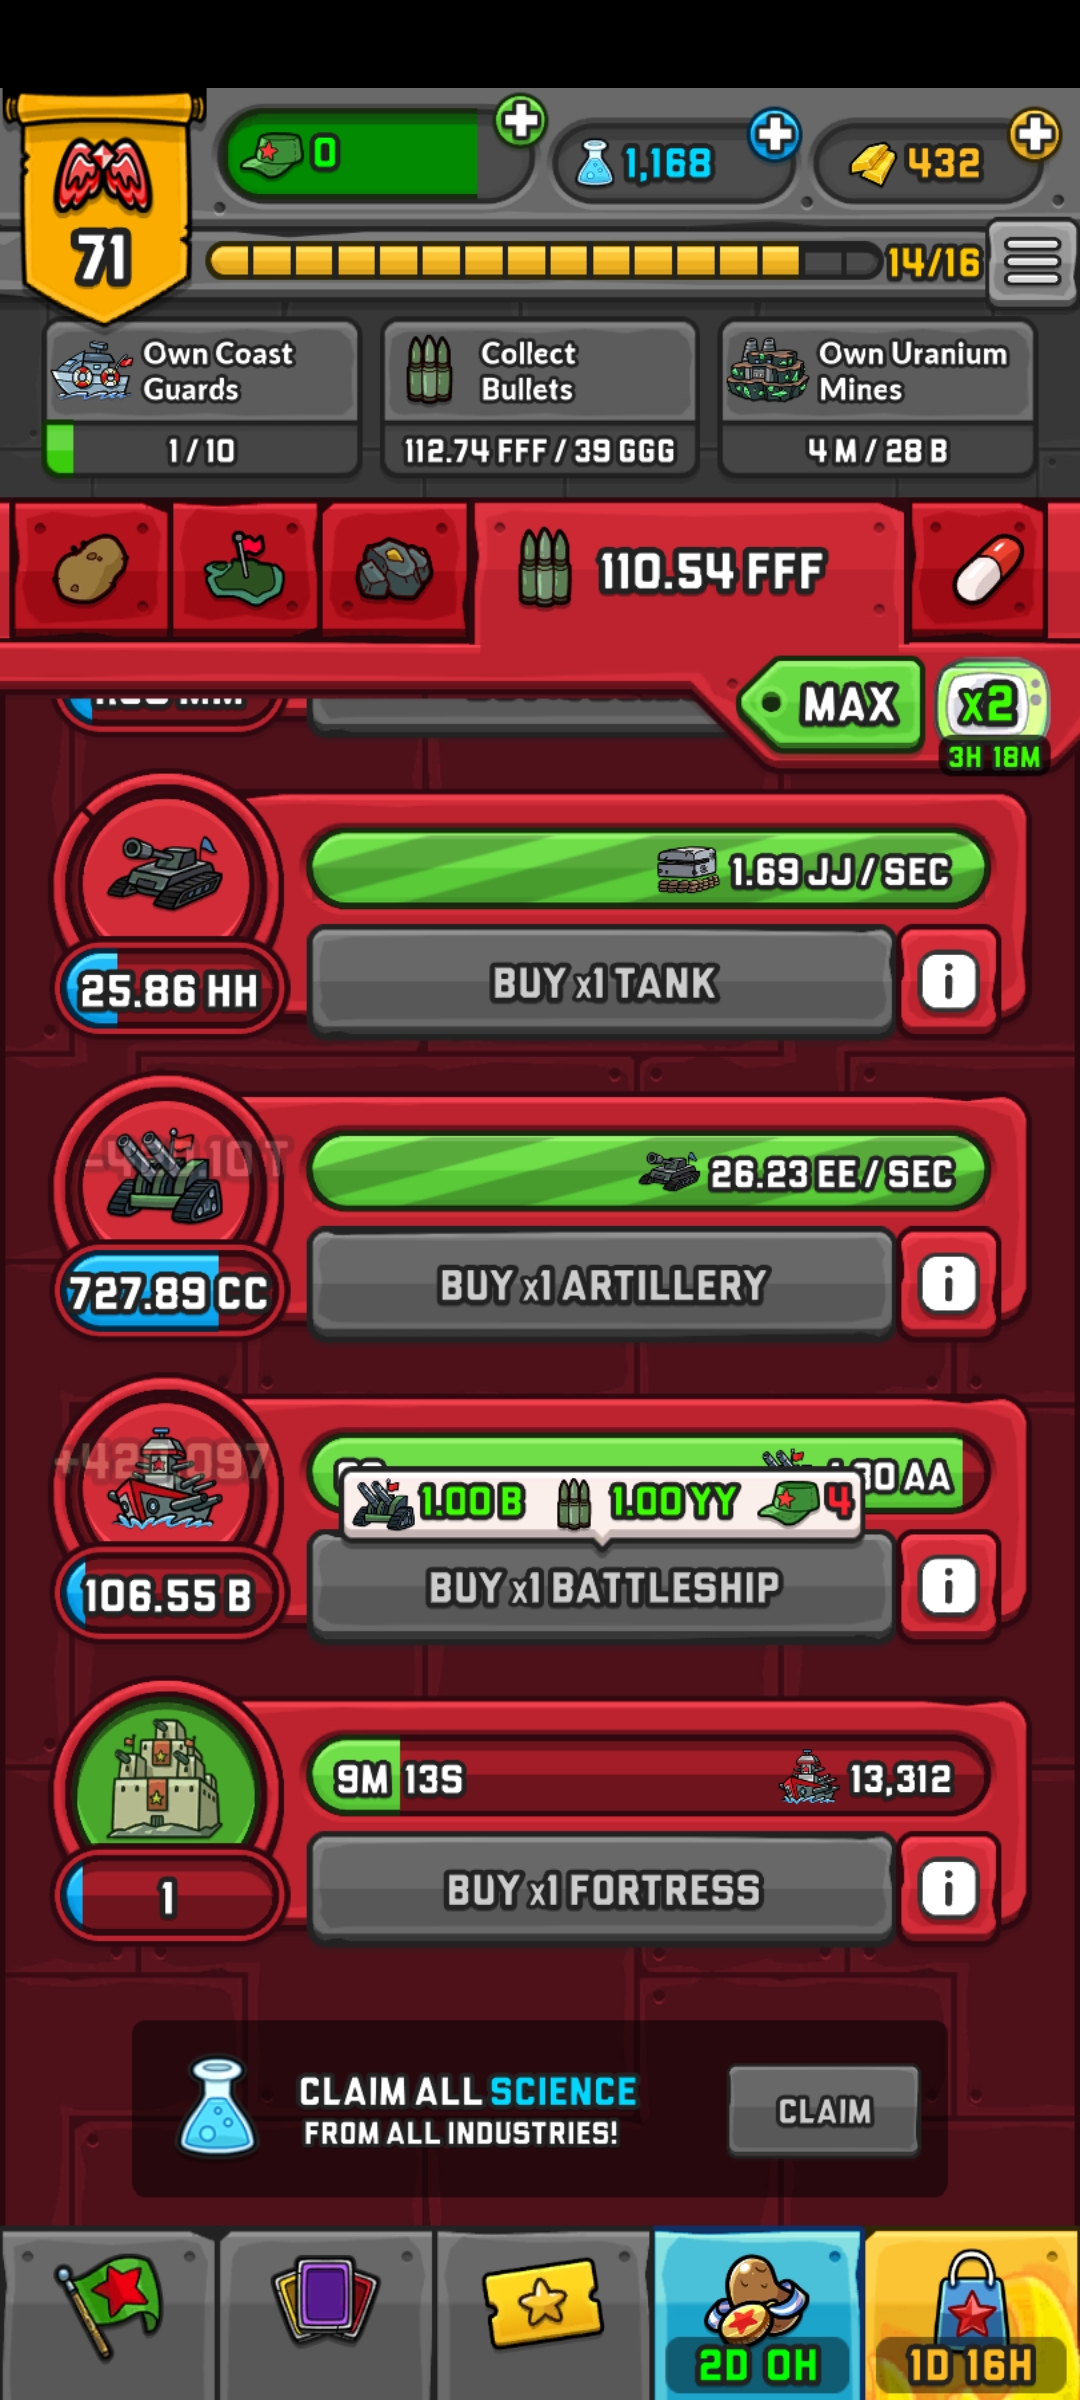 0
1,168
432
71
14/16
Own Coast
Guards
1/10
Collect
Bullets
112.74 FFF / 39 GGG
Own Uranium
Mines
4 M / 28 B
110.54 FFF
MAX
x2
3H 18M
1.69 JJ / SEC
25.86 HH
BUY x1 TANK
26.23 EE / SEC
727.89 CC
BUY x1 ARTILLERY
+420,097
AA
1.00 B
1.00 YY
4
106.55 B
BUY x1 BATTLESHIP
9M 13S
13,312
1
BUY x1 FORTRESS
CLAIM ALL SCIENCE
FROM ALL INDUSTRIES!
CLAIM
2D 0H
1D 16H